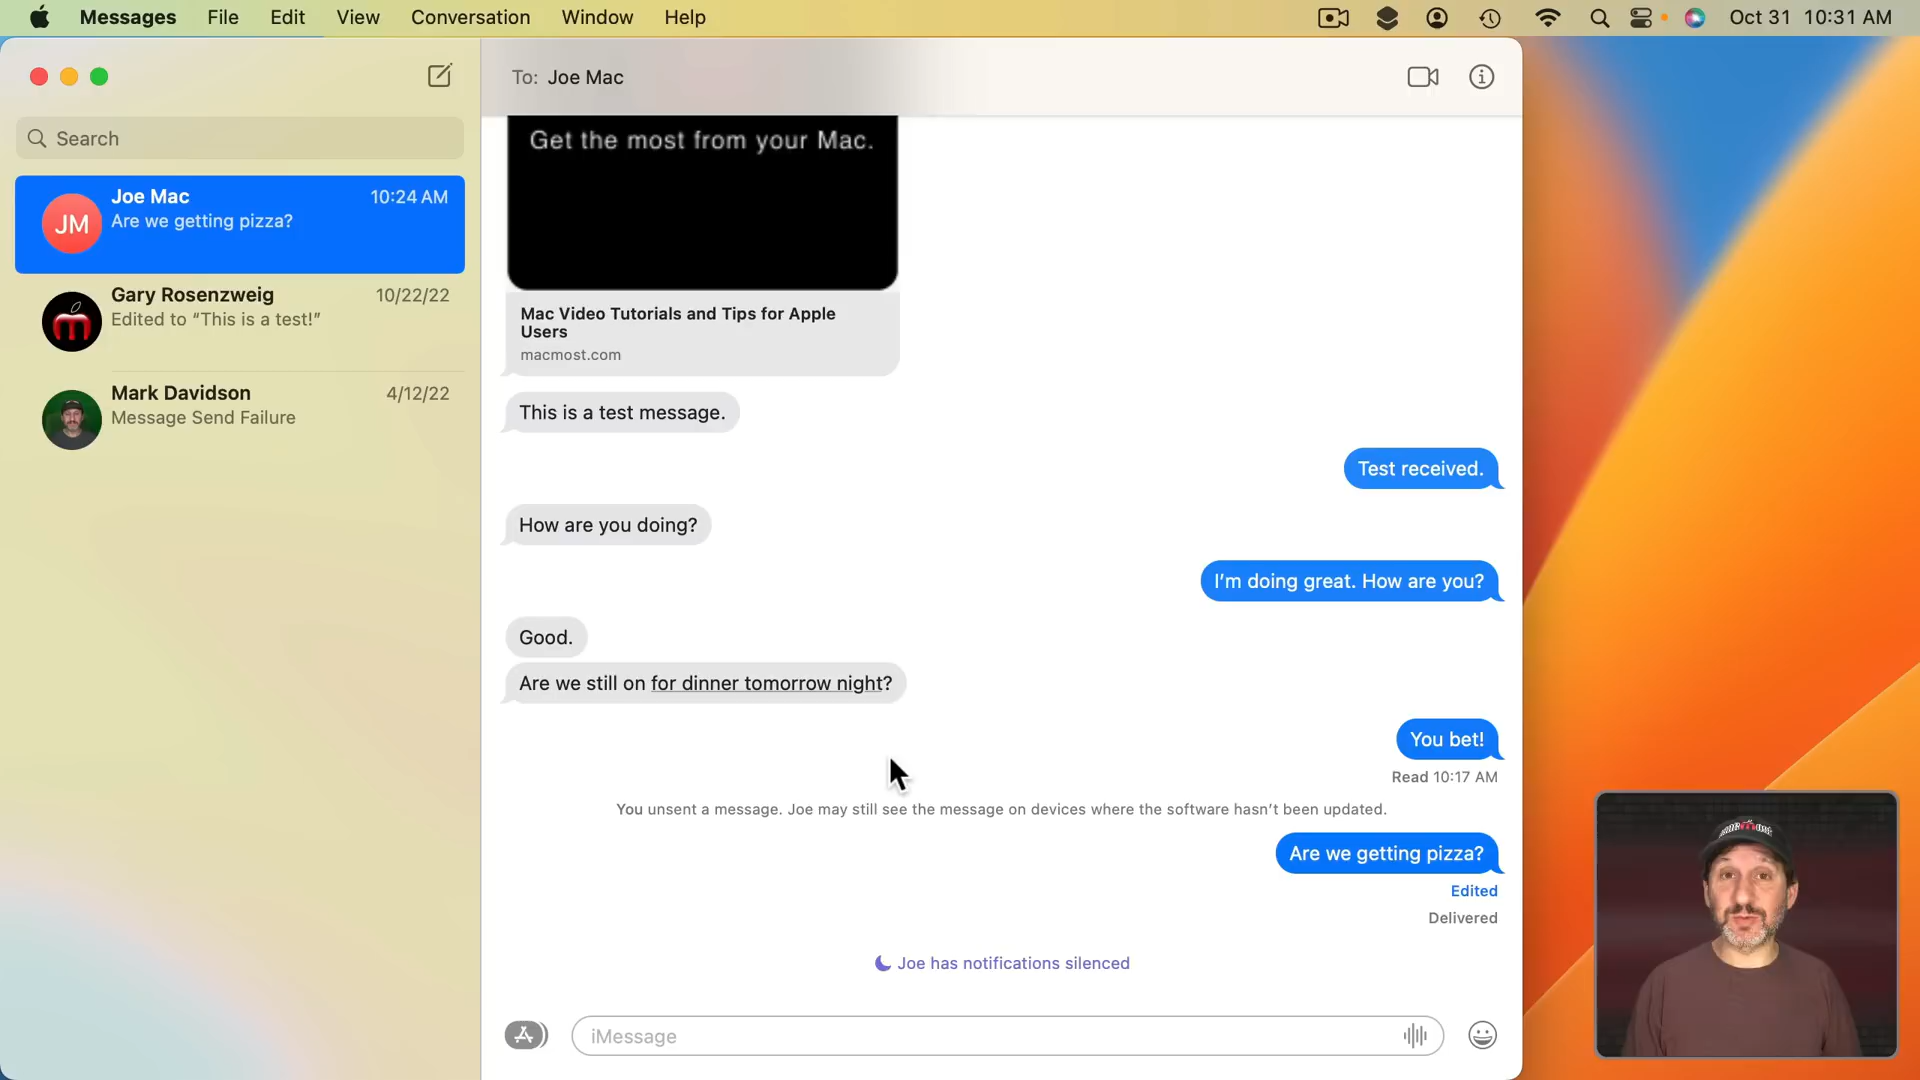 Messages File Edit View Conversation Window Help Oct 31 10:31 AM
To: Joe Mac
Search
Joe Mac 10:24 AM
JM
Are we getting pizza?
Gary Rosenzweig 10/22/22
Edited to “This is a test!”
Mark Davidson 4/12/22
Message Send Failure
Get the most from your Mac.
Mac Video Tutorials and Tips for Apple
Users
macmost.com
This is a test message.
Test received.
How are you doing?
I’m doing great. How are you?
Good.
Are we still on for dinner tomorrow night?
You bet!
Read 10:17 AM
You unsent a message. Joe may still see the message on devices where the software hasn’t been updated.
Are we getting pizza?
Edited
Delivered
Joe has notifications silenced
iMessage